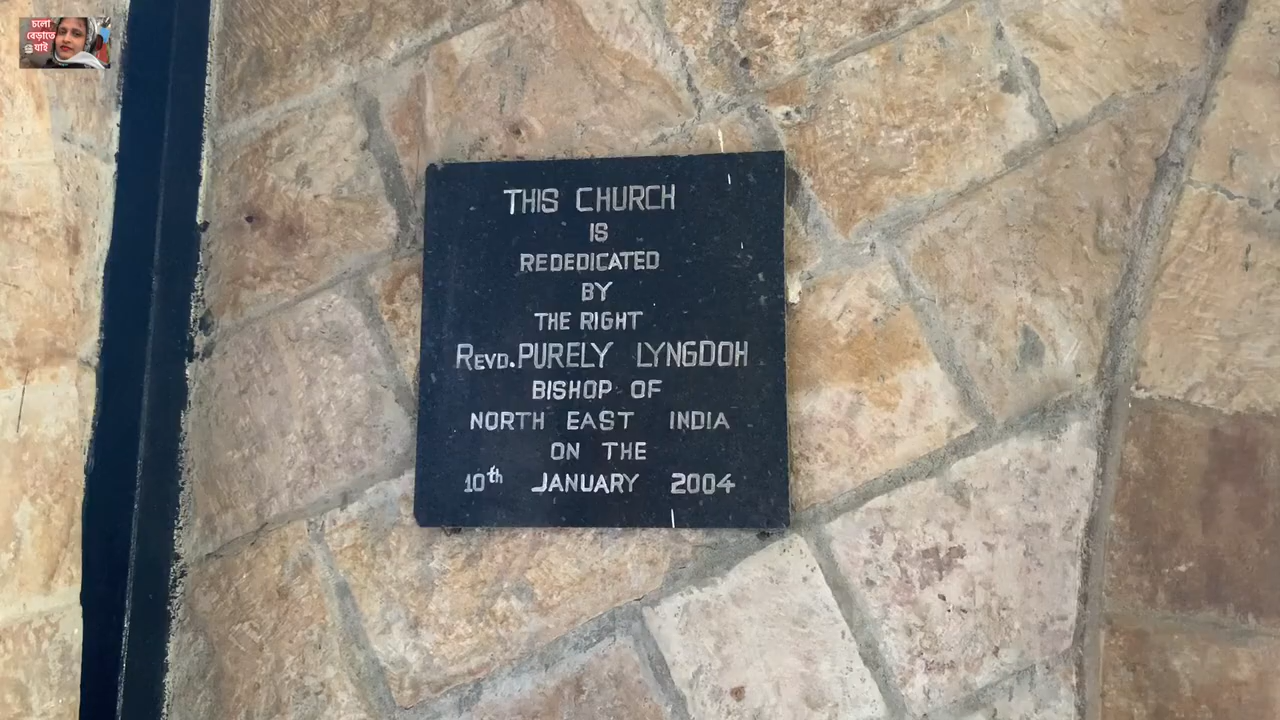 চলো
বেড়াতে
যাই
THIS CHURCH
IS
REDEDICATED
BY
THE RIGHT
REVD. PURELY LYNGDOH
BISHOP OF
NORTH EAST INDIA
ON THE
10th JANUARY 2004